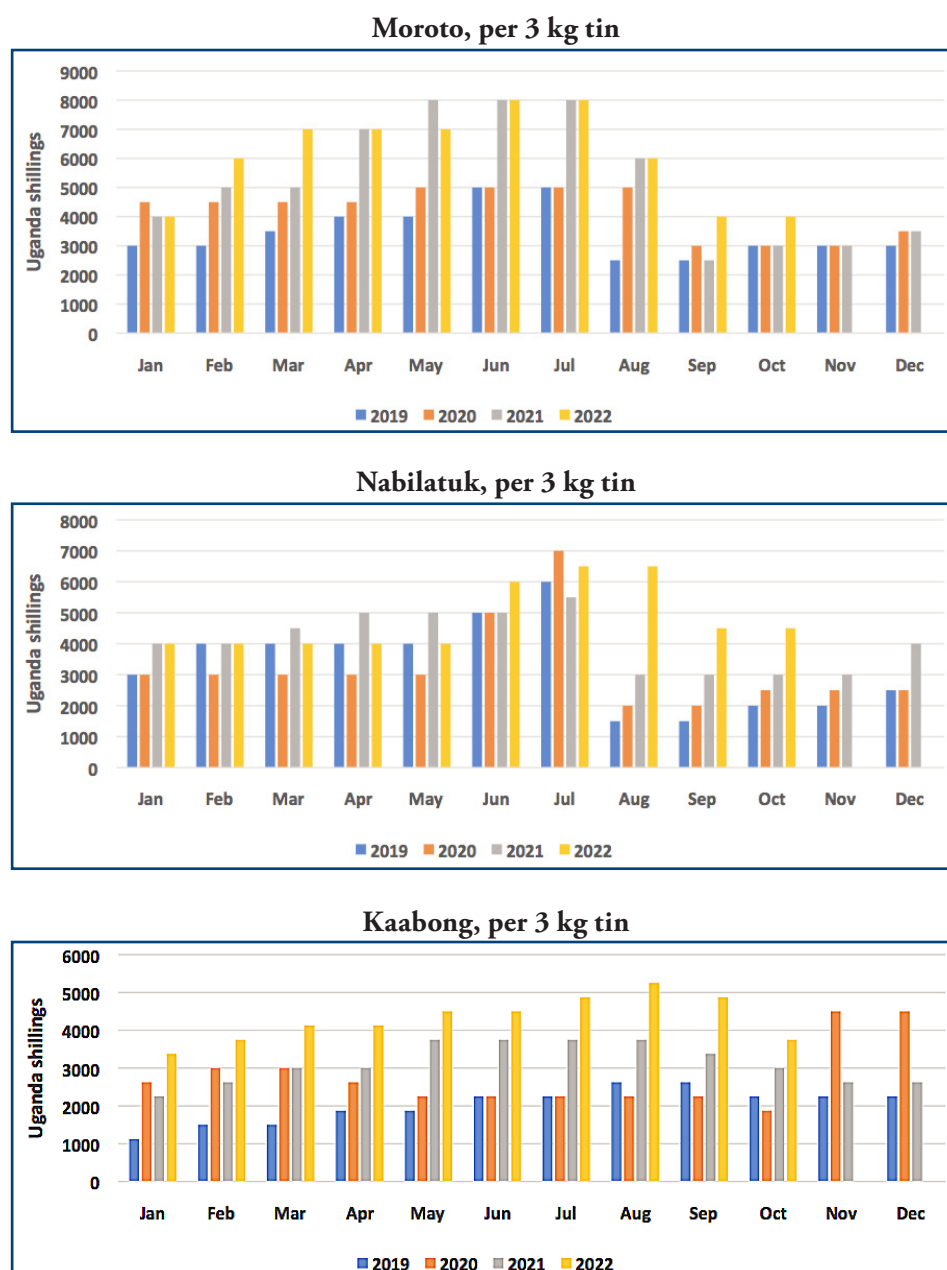 Moroto, per 3 kg tin
Uganda shillings
9000
8000
7000
6000
5000
4000
3000
2000
1000
0
Jan Feb Mar Apr May Jun Jul Aug Sep Oct Nov Dec
2019 2020 2021 2022
Nabilatuk, per 3 kg tin
Uganda shillings
8000
7000
6000
5000
4000
3000
2000
1000
0
Jan Feb Mar Apr May Jun Jul Aug Sep Oct Nov Dec
2019 2020 2021 2022
Kaabong, per 3 kg tin
Uganda shillings
6000
5000
4000
3000
2000
1000
0
Jan Feb Mar Apr May Jun Jul Aug Sep Oct Nov Dec
2019 2020 2021 2022